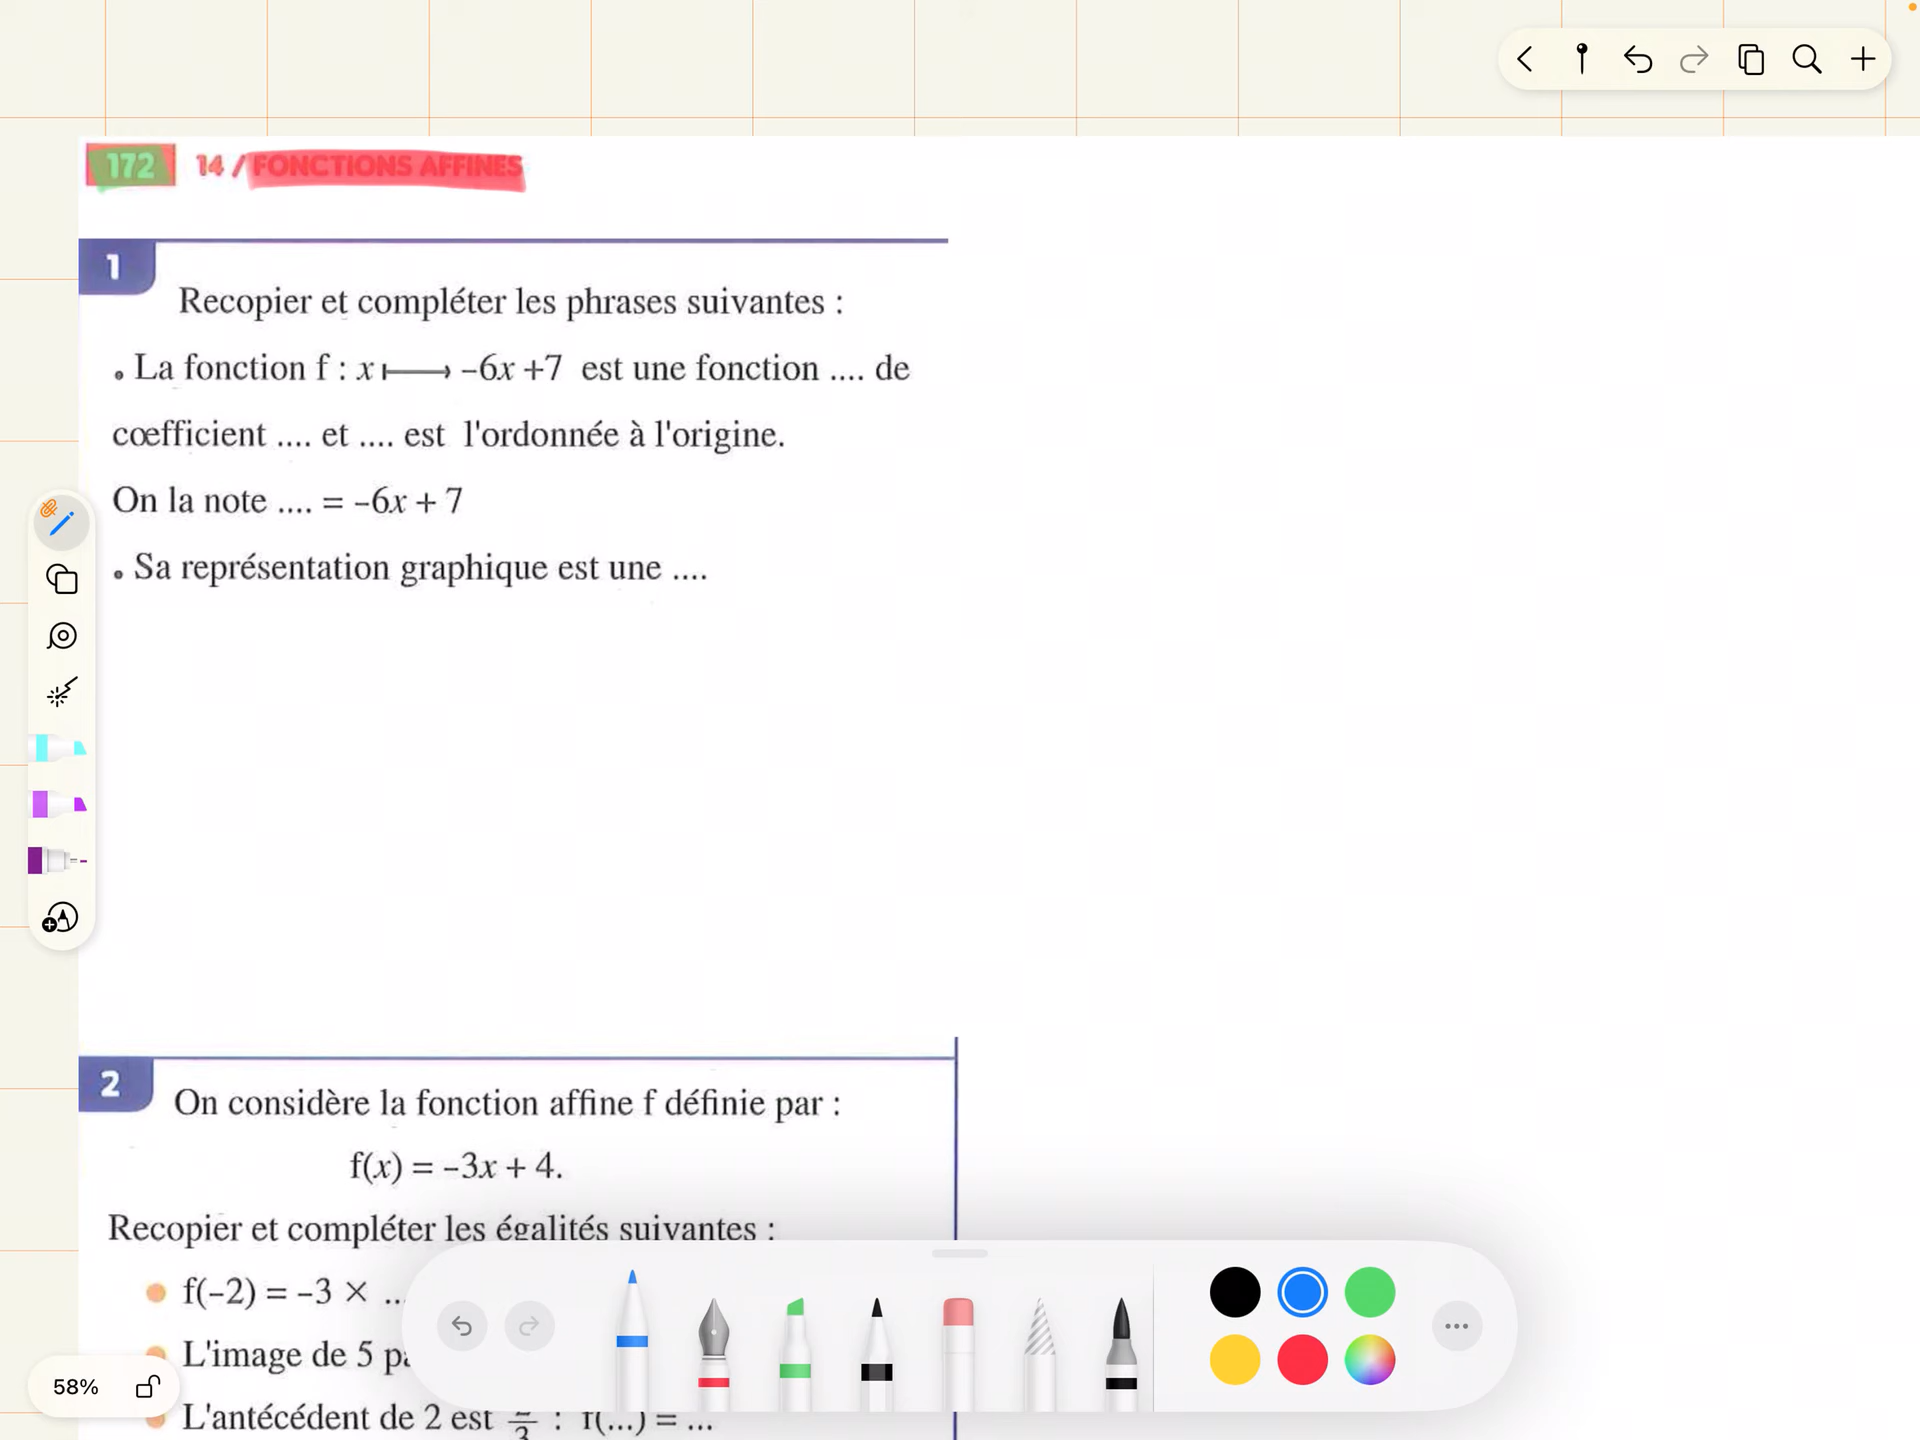 172 14 / FONCTIONS AFFINES
1
Recopier et compléter les phrases suivantes :
• La fonction f : x ⟼ −6x +7 est une fonction .... de
cœfficient .... et .... est l'ordonnée à l'origine.
On la note .... = −6x + 7
• Sa représentation graphique est une ....
2
On considère la fonction affine f définie par :
f(x) = −3x + 4.
Recopier et compléter les égalités suivantes :
f(−2) = −3 × ...
L'image de 5
L'antécédent de 2 est 2/3 : f(...) = ...
58%